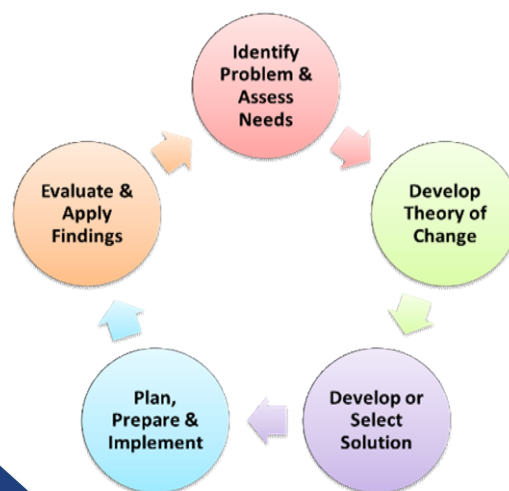 Identify
Problem &
Assess
Needs
Develop
Theory of
Change
Develop or
Select
Solution
Plan,
Prepare &
Implement
Evaluate &
Apply
Findings